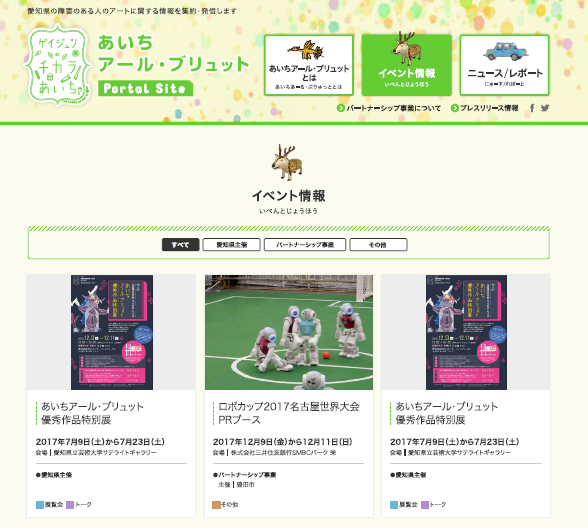 愛知県の障害のある人のアートに関する情報を集約・発信します
ゲイジュツ
チカラ
あいち
あいち
アール・ブリュット
Portal Site
あいちアール・ブリュット
とは
あいちあーる・ぶりゅっととは
イベント情報
いべんとじょうほう
ニュース/レポート
にゅーす/れぽーと
パートナーシップ事業について
プレスリリース情報
イベント情報
いべんとじょうほう
すべて
愛知県主催
パートナーシップ事業
その他
あいちアール・ブリュット
優秀作品特別展
2017年7月9日(土)から7月23日(土)
会場 | 愛知県立芸術大学サテライトギャラリー
●愛知県主催
展覧会
トーク
ロボカップ2017名古屋世界大会
PRブース
2017年12月9日(金)から12月11日(日)
会場 | 株式会社三井住友銀行SMBCパーク 栄
●パートナーシップ事業
主催 | 豊田市
その他
あいちアール・ブリュット
優秀作品特別展
2017年7月9日(土)から7月23日(土)
会場 | 愛知県立芸術大学サテライトギャラリー
●愛知県主催
展覧会
トーク